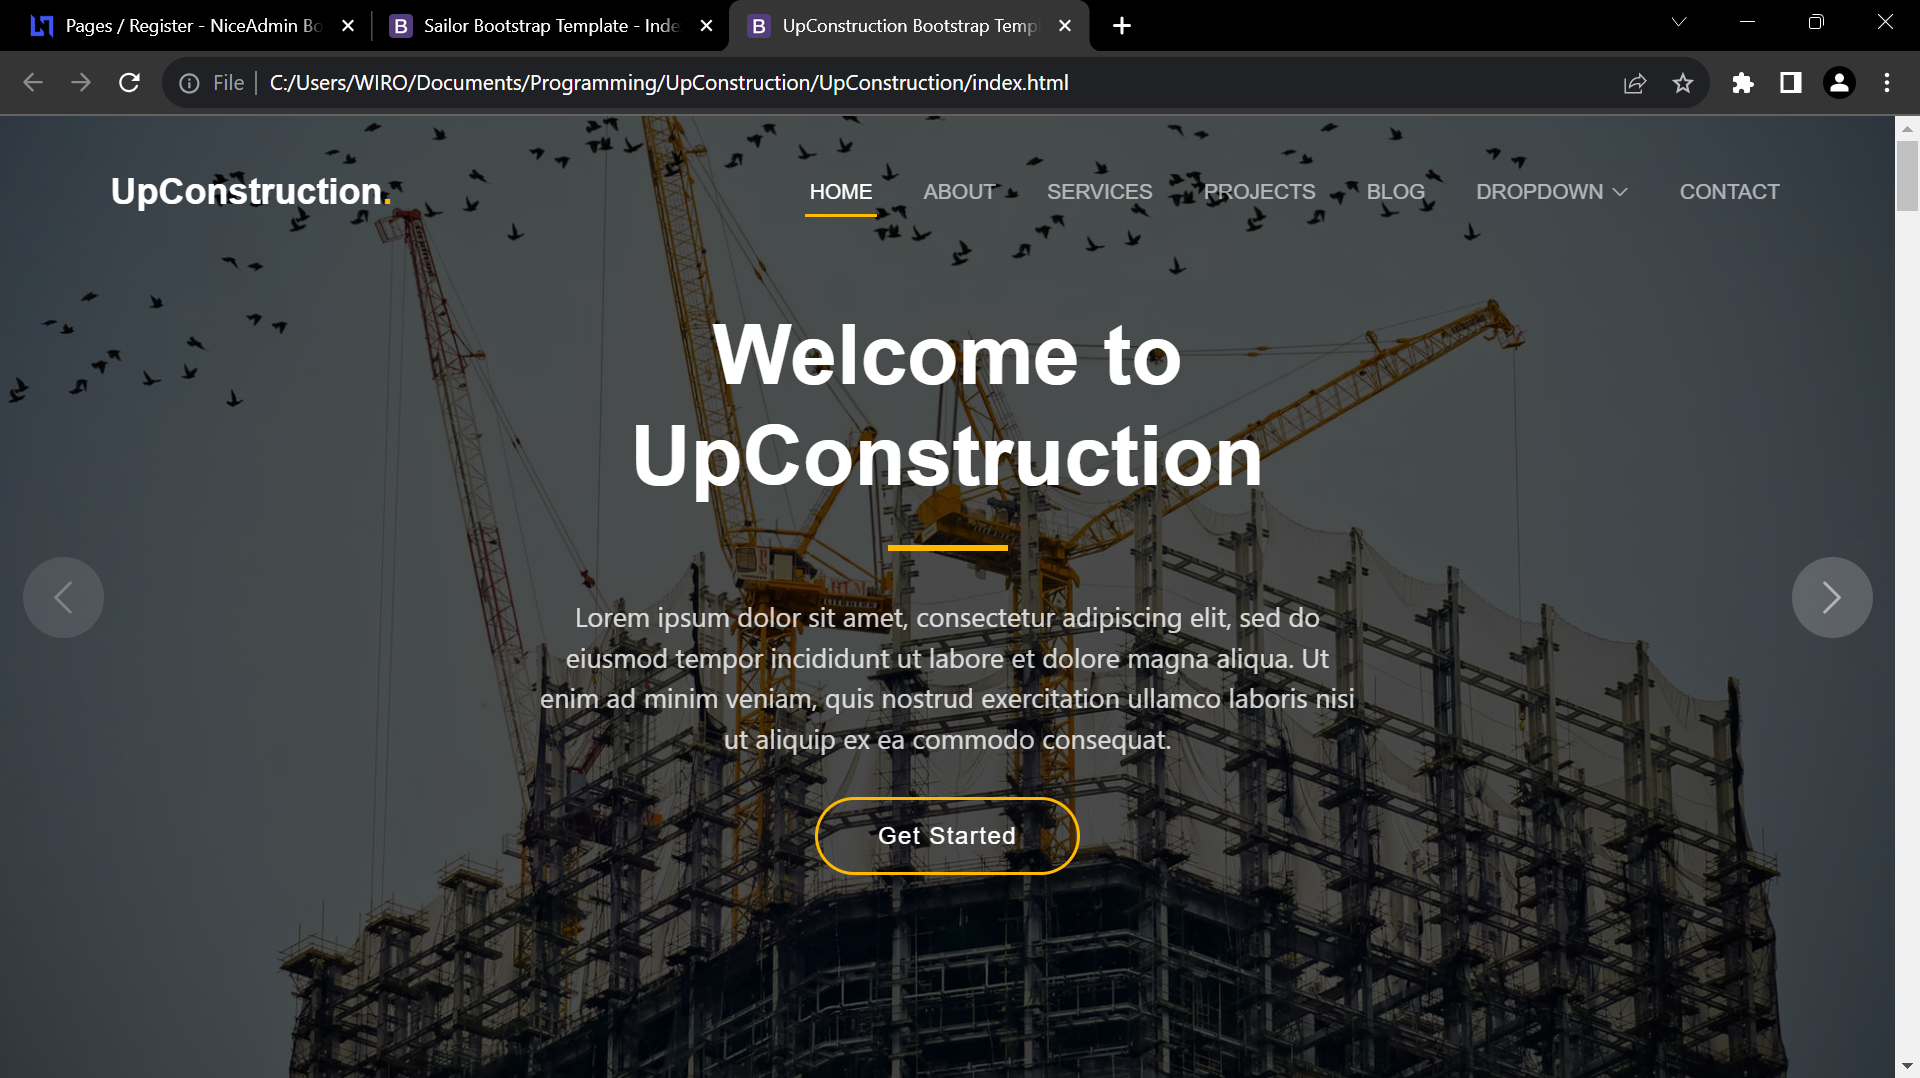 Pages / Register - NiceAdmin Bo
Sailor Bootstrap Template - Inde
UpConstruction Bootstrap Temp
File
C:/Users/WIRO/Documents/Programming/UpConstruction/UpConstruction/index.html
UpConstruction.
HOME
ABOUT
SERVICES
PROJECTS
BLOG
DROPDOWN
CONTACT
Welcome to
UpConstruction
Lorem ipsum dolor sit amet, consectetur adipiscing elit, sed do
eiusmod tempor incididunt ut labore et dolore magna aliqua. Ut
enim ad minim veniam, quis nostrud exercitation ullamco laboris nisi
ut aliquip ex ea commodo consequat.
Get Started